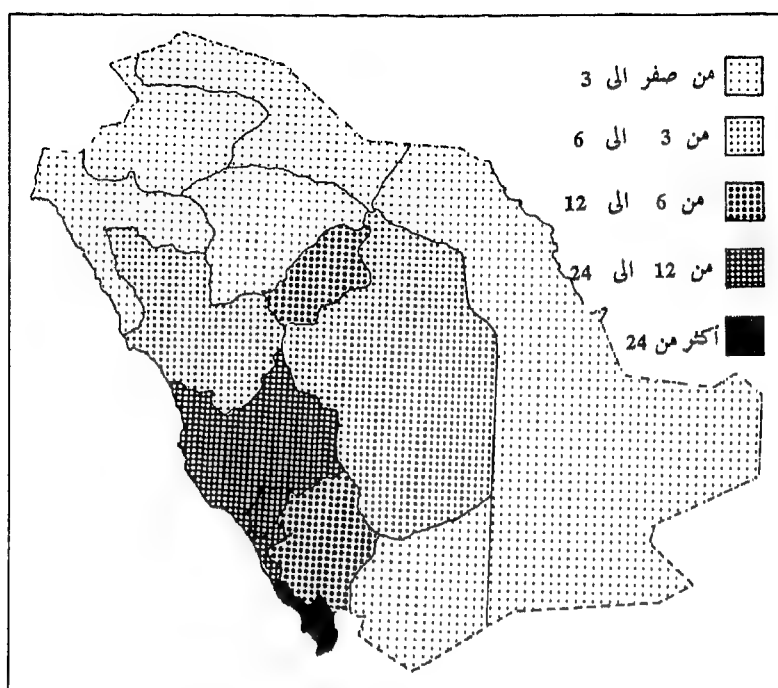 من صفر الى 3
من 3 الى 6
من 6 الى 12
من 12 الى 24
أكثر من 24